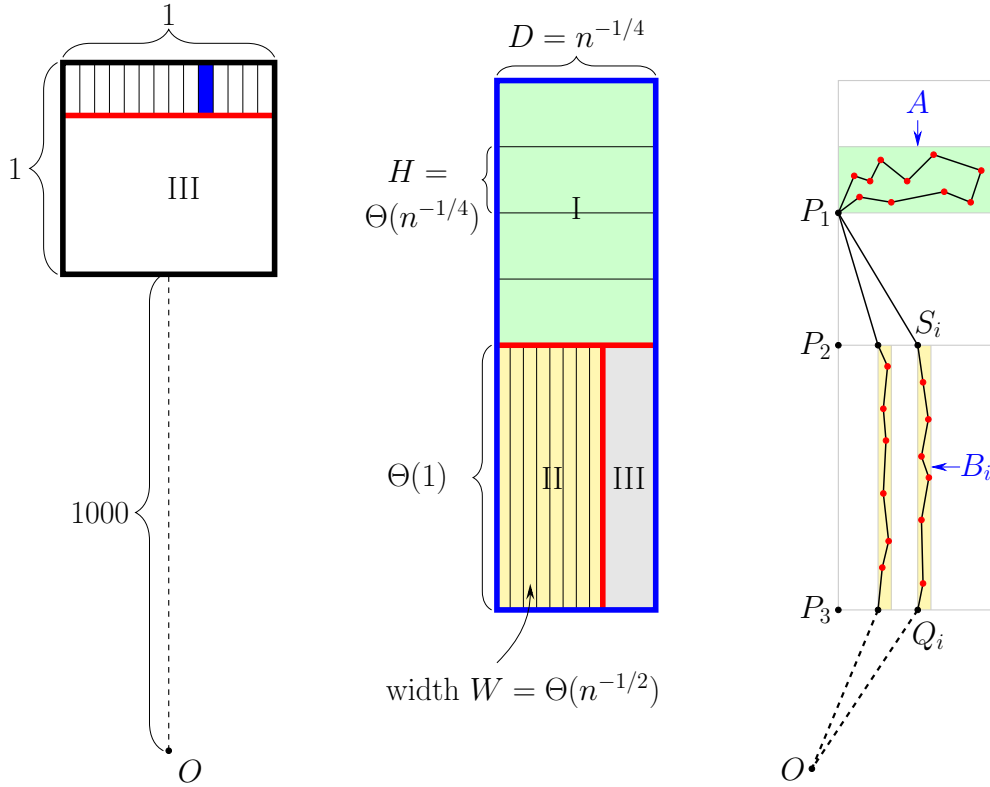 1
1
III
1000
O
D = n^{-1/4}
H =
Θ(n^{-1/4})
I
Θ(1)
II
III
width W = Θ(n^{-1/2})
A
P_1
S_i
P_2
B_i
P_3
Q_i
O